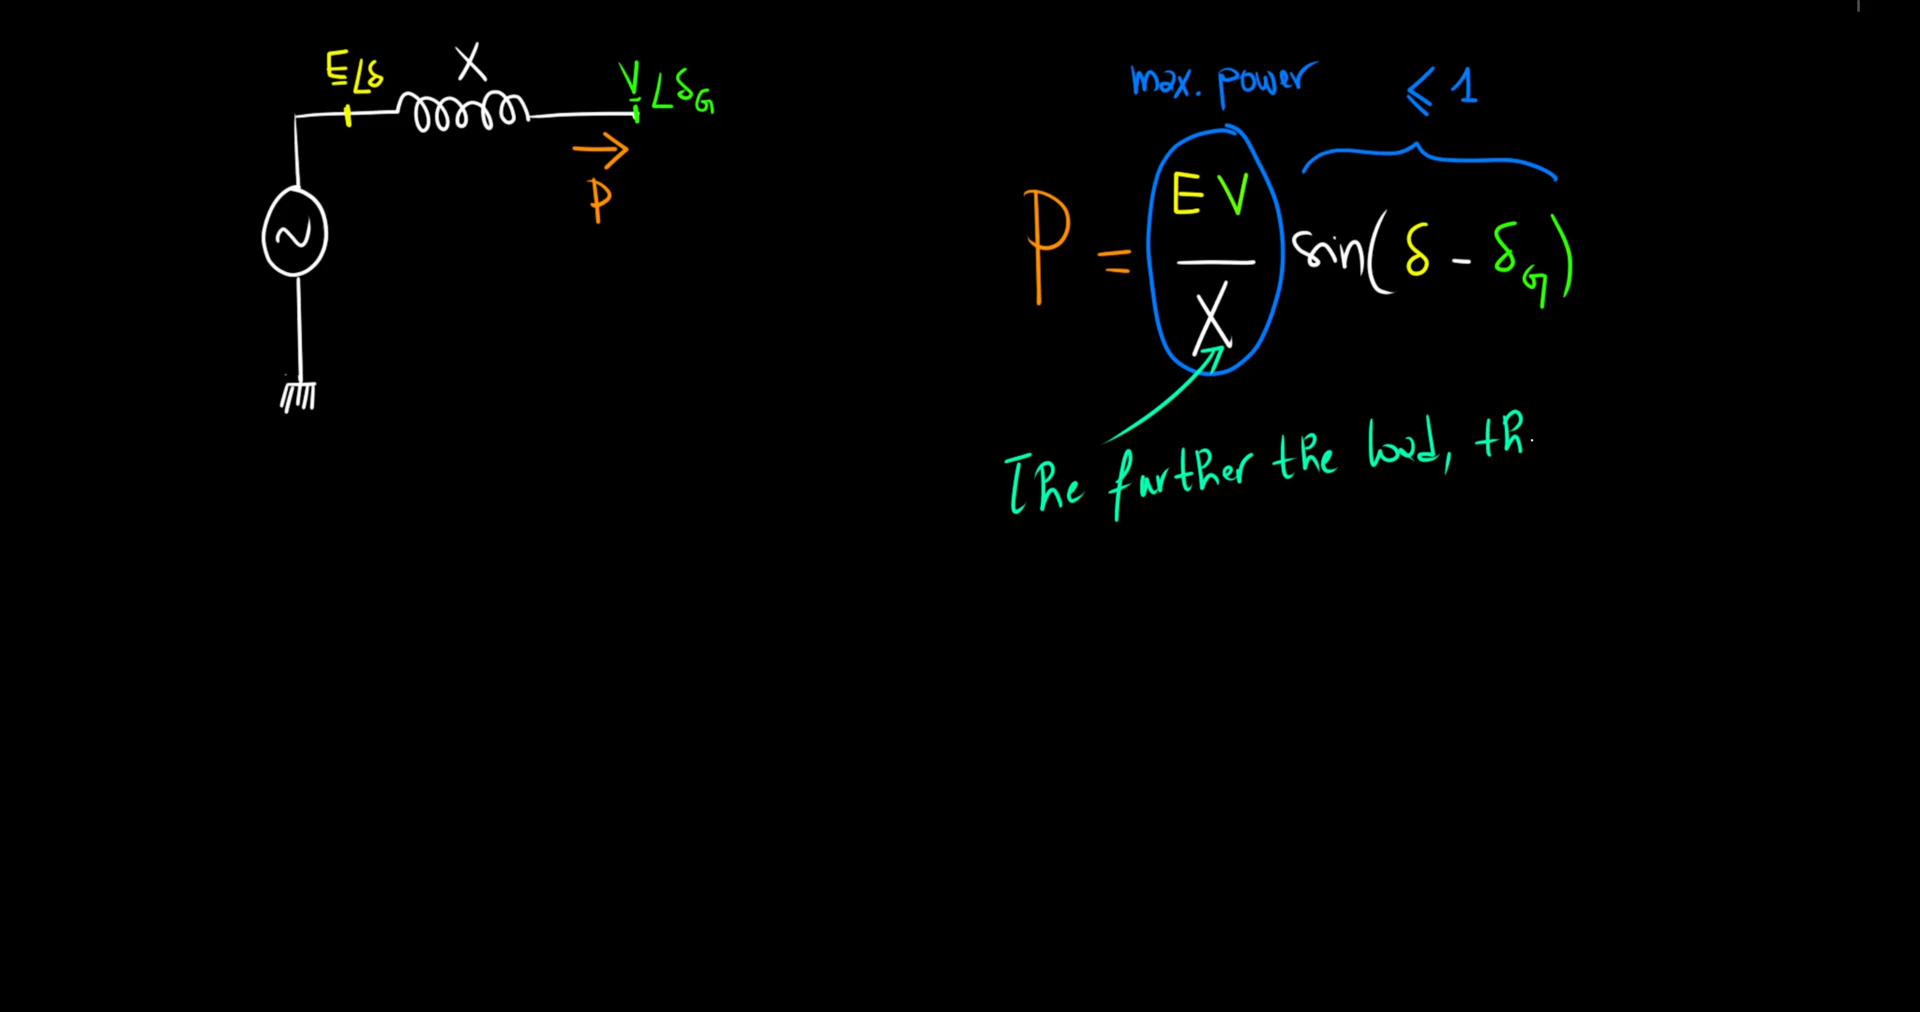 E∠δ
X
V∠δG
P
max. power
≤ 1
P = EV/X sin(δ - δG)
The further the load, th